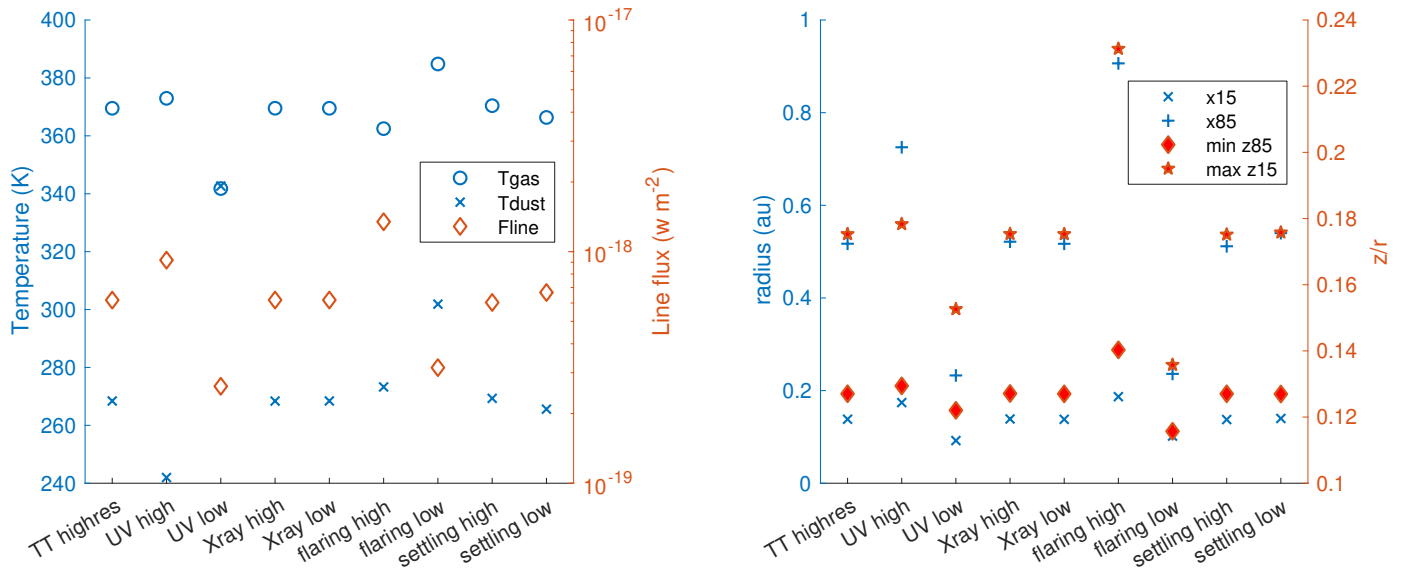 400
380
360
340
320
300
280
260
240
Temperature (K)
10-17
10-18
10-19
Line flux (w m-2)
Tgas
Tdust
Fline
TT highres
UV high
UV low
Xray high
Xray low
flaring high
flaring low
settling high
settling low
1
0.8
0.6
0.4
0.2
0
radius (au)
0.24
0.22
0.2
0.18
0.16
0.14
0.12
0.1
z/r
x15
x85
min z85
max z15
TT highres
UV high
UV low
Xray high
Xray low
flaring high
flaring low
settling high
settling low